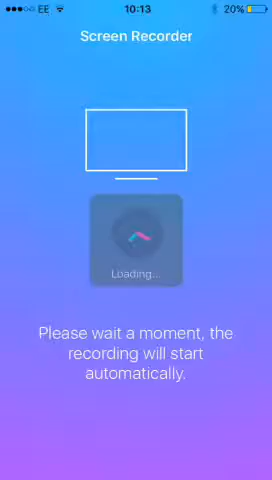 EE 10:13 20%
Screen Recorder
Loading...
Please wait a moment, the
recording will start
automatically.